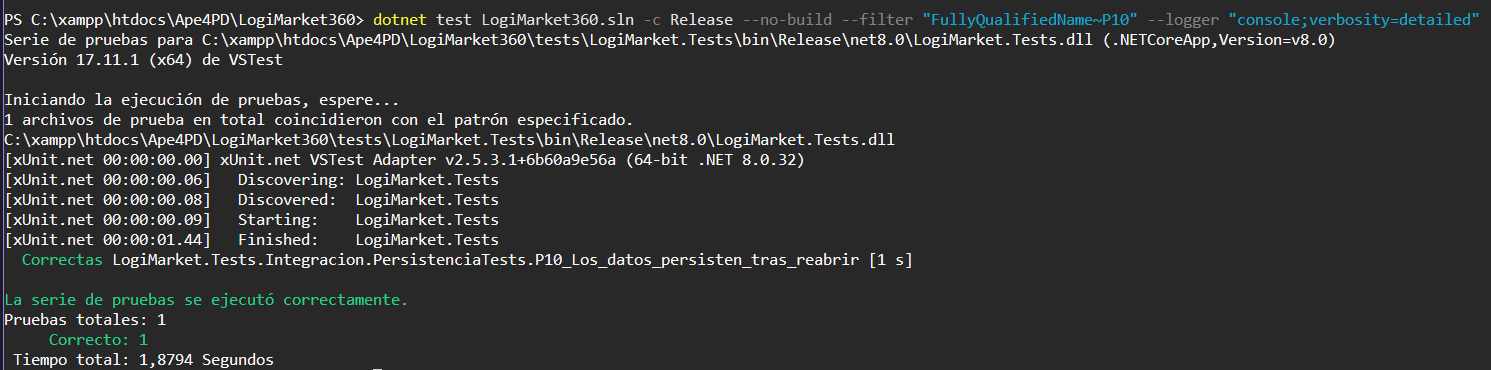 PS C:\xampp\htdocs\Ape4PD\LogiMarket360> dotnet test LogiMarket360.sln -c Release --no-build --filter "FullyQualifiedName~P10" --logger "console;verbosity=detailed"
Serie de pruebas para C:\xampp\htdocs\Ape4PD\LogiMarket360\tests\LogiMarket.Tests\bin\Release\net8.0\LogiMarket.Tests.dll (.NETCoreApp,Version=v8.0)
Versión 17.11.1 (x64) de VSTest
Iniciando la ejecución de pruebas, espere...
1 archivos de prueba en total coincidieron con el patrón especificado.
C:\xampp\htdocs\Ape4PD\LogiMarket360\tests\LogiMarket.Tests\bin\Release\net8.0\LogiMarket.Tests.dll
[xUnit.net 00:00:00.00] xUnit.net VSTest Adapter v2.5.3.1+6b60a9e56a (64-bit .NET 8.0.32)
[xUnit.net 00:00:00.06]   Discovering: LogiMarket.Tests
[xUnit.net 00:00:00.08]   Discovered:  LogiMarket.Tests
[xUnit.net 00:00:00.09]   Starting:    LogiMarket.Tests
[xUnit.net 00:00:01.44]   Finished:    LogiMarket.Tests
  Correctas LogiMarket.Tests.Integracion.PersistenciaTests.P10_Los_datos_persisten_tras_reabrir [1 s]
La serie de pruebas se ejecutó correctamente.
Pruebas totales: 1
     Correcto: 1
 Tiempo total: 1,8794 Segundos